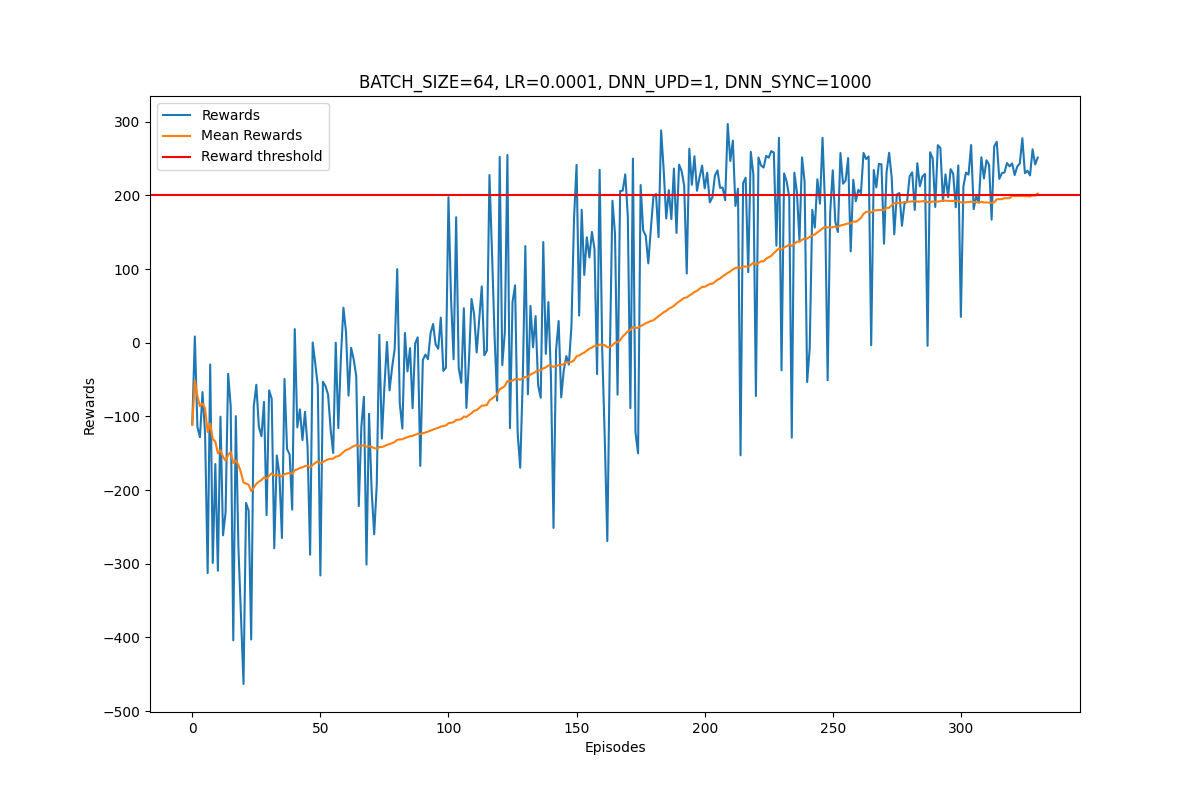 BATCH_SIZE=64, LR=0.0001, DNN_UPD=1, DNN_SYNC=1000
Rewards
Mean Rewards
Reward threshold
300
200
100
0
−100
−200
−300
−400
−500
Rewards
0 50 100 150 200 250 300
Episodes